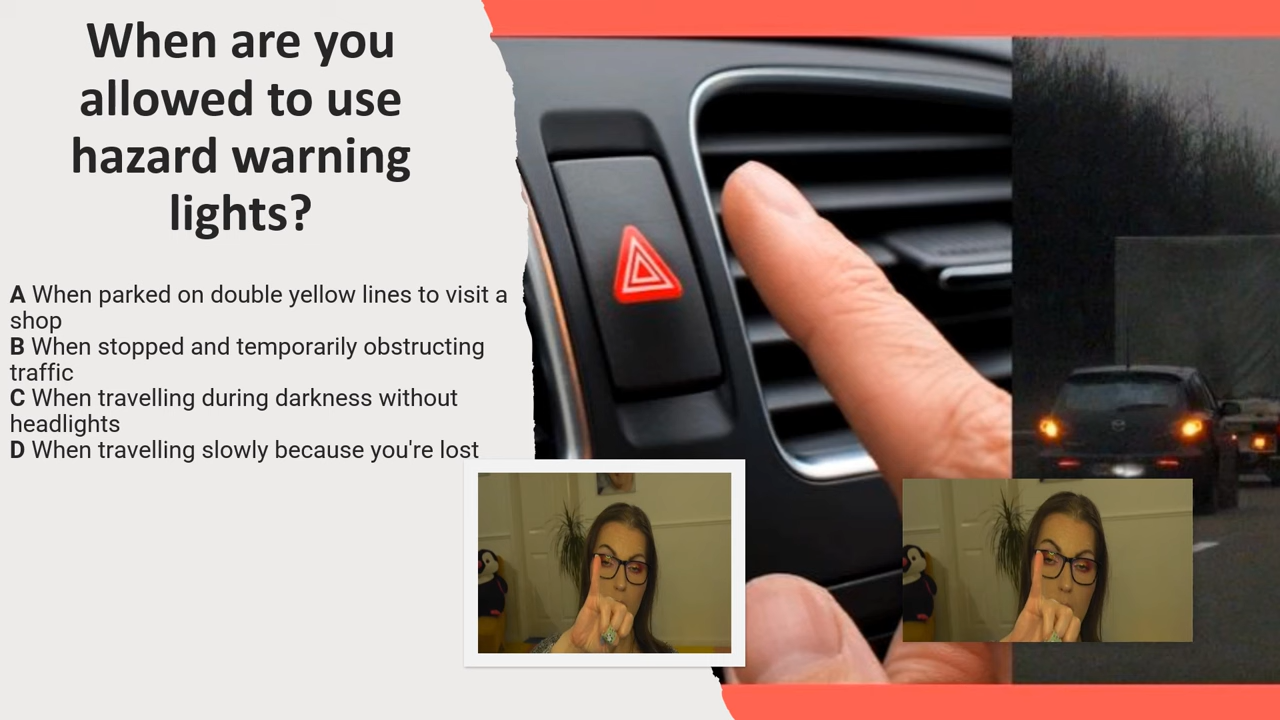 When are you
allowed to use
hazard warning
lights?
A When parked on double yellow lines to visit a
shop
B When stopped and temporarily obstructing
traffic
C When travelling during darkness without
headlights
D When travelling slowly because you're lost